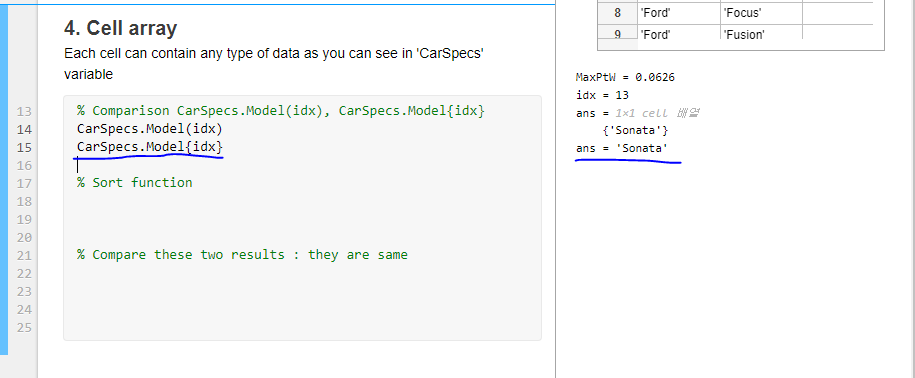 4. Cell array
Each cell can contain any type of data as you can see in 'CarSpecs'
variable
13 % Comparison CarSpecs.Model(idx), CarSpecs.Model{idx}
14 CarSpecs.Model(idx)
15 CarSpecs.Model{idx}
16
17 % Sort function
18
19
20
21 % Compare these two results : they are same
22
23
24
25
8 'Ford' 'Focus'
9 'Ford' 'Fusion'
MaxPtW = 0.0626
idx = 13
ans = 1×1 cell 배열
{'Sonata'}
ans = 'Sonata'